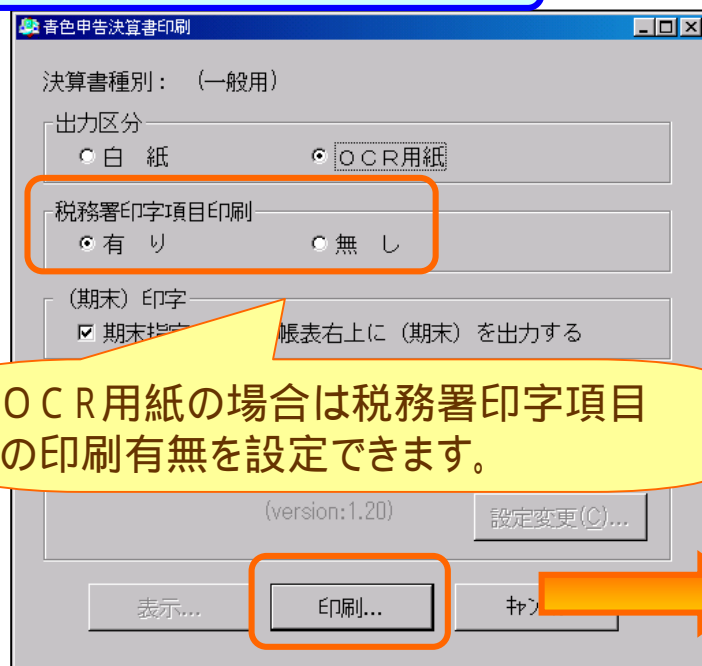 青色申告決算書印刷
決算書種別： （一般用）
出力区分
白　紙
ＯＣＲ用紙
税務署印字項目印刷
有　り
無　し
（期末）印字
期末指定 帳表右上に（期末）を出力する
ＯＣＲ用紙の場合は税務署印字項目
の印刷有無を設定できます。
(version:1.20)
設定変更(C)...
表示...
印刷...
ｷｬﾝ